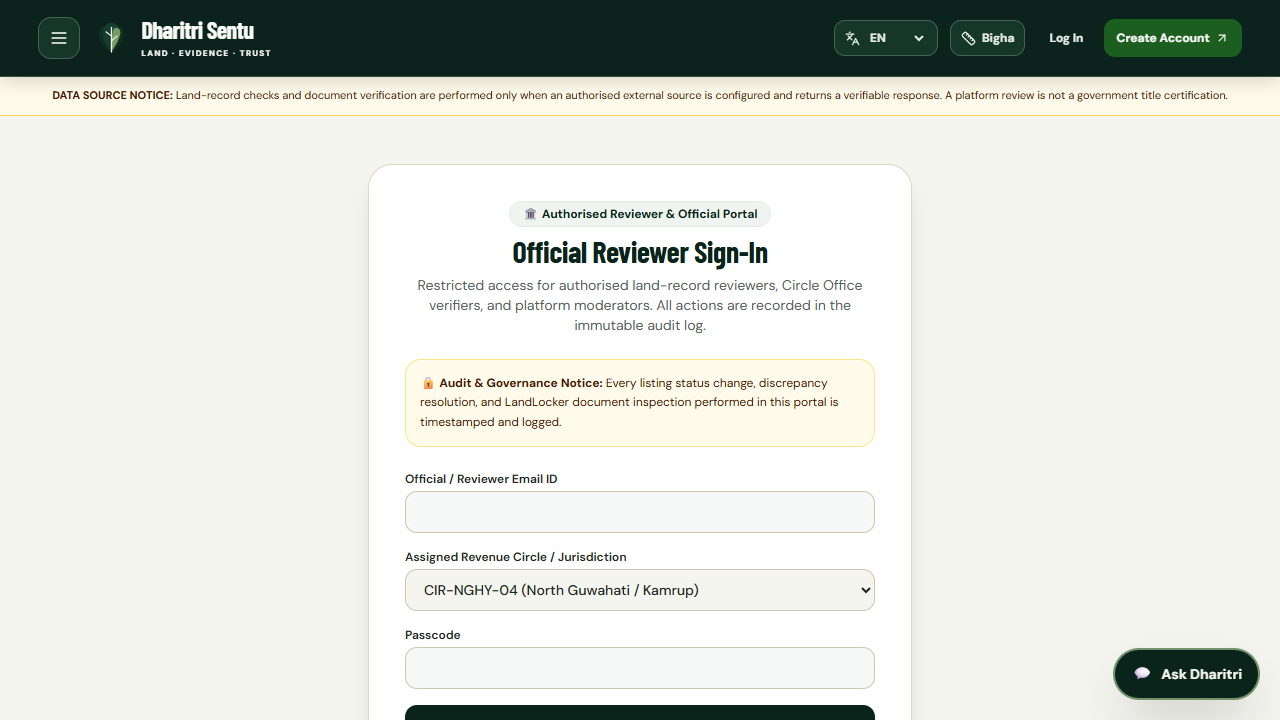 Dharitri Sentu
LAND · EVIDENCE · TRUST
EN
Bigha
Log In
Create Account
DATA SOURCE NOTICE: Land-record checks and document verification are performed only when an authorised external source is configured and returns a verifiable response. A platform review is not a government title certification.
Authorised Reviewer & Official Portal
Official Reviewer Sign-In
Restricted access for authorised land-record reviewers, Circle Office
verifiers, and platform moderators. All actions are recorded in the
immutable audit log.
Audit & Governance Notice: Every listing status change, discrepancy
resolution, and LandLocker document inspection performed in this portal is
timestamped and logged.
Official / Reviewer Email ID
Assigned Revenue Circle / Jurisdiction
CIR-NGHY-04 (North Guwahati / Kamrup)
Passcode
Ask Dharitri